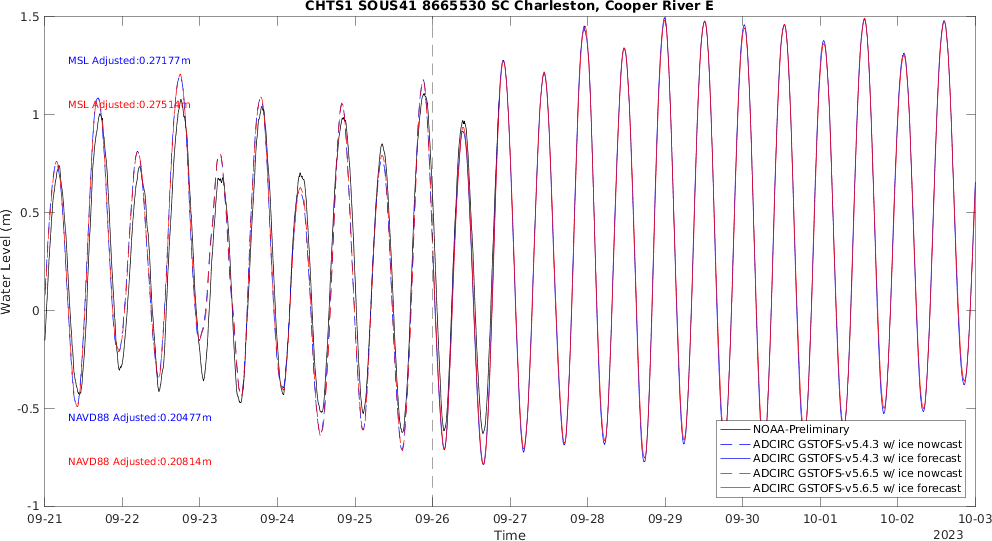 CHTS1 SOUS41 8665530 SC Charleston, Cooper River E
Water Level (m)
1.5
1
0.5
0
-0.5
-1
MSL Adjusted:0.27177m
MSL Adjusted:0.27514m
NAVD88 Adjusted:0.20477m
NAVD88 Adjusted:0.20814m
NOAA-Preliminary
ADCIRC GSTOFS-v5.4.3 w/ ice nowcast
ADCIRC GSTOFS-v5.4.3 w/ ice forecast
ADCIRC GSTOFS-v5.6.5 w/ ice nowcast
ADCIRC GSTOFS-v5.6.5 w/ ice forecast
09-21 09-22 09-23 09-24 09-25 09-26 09-27 09-28 09-29 09-30 10-01 10-02 10-03
Time
2023